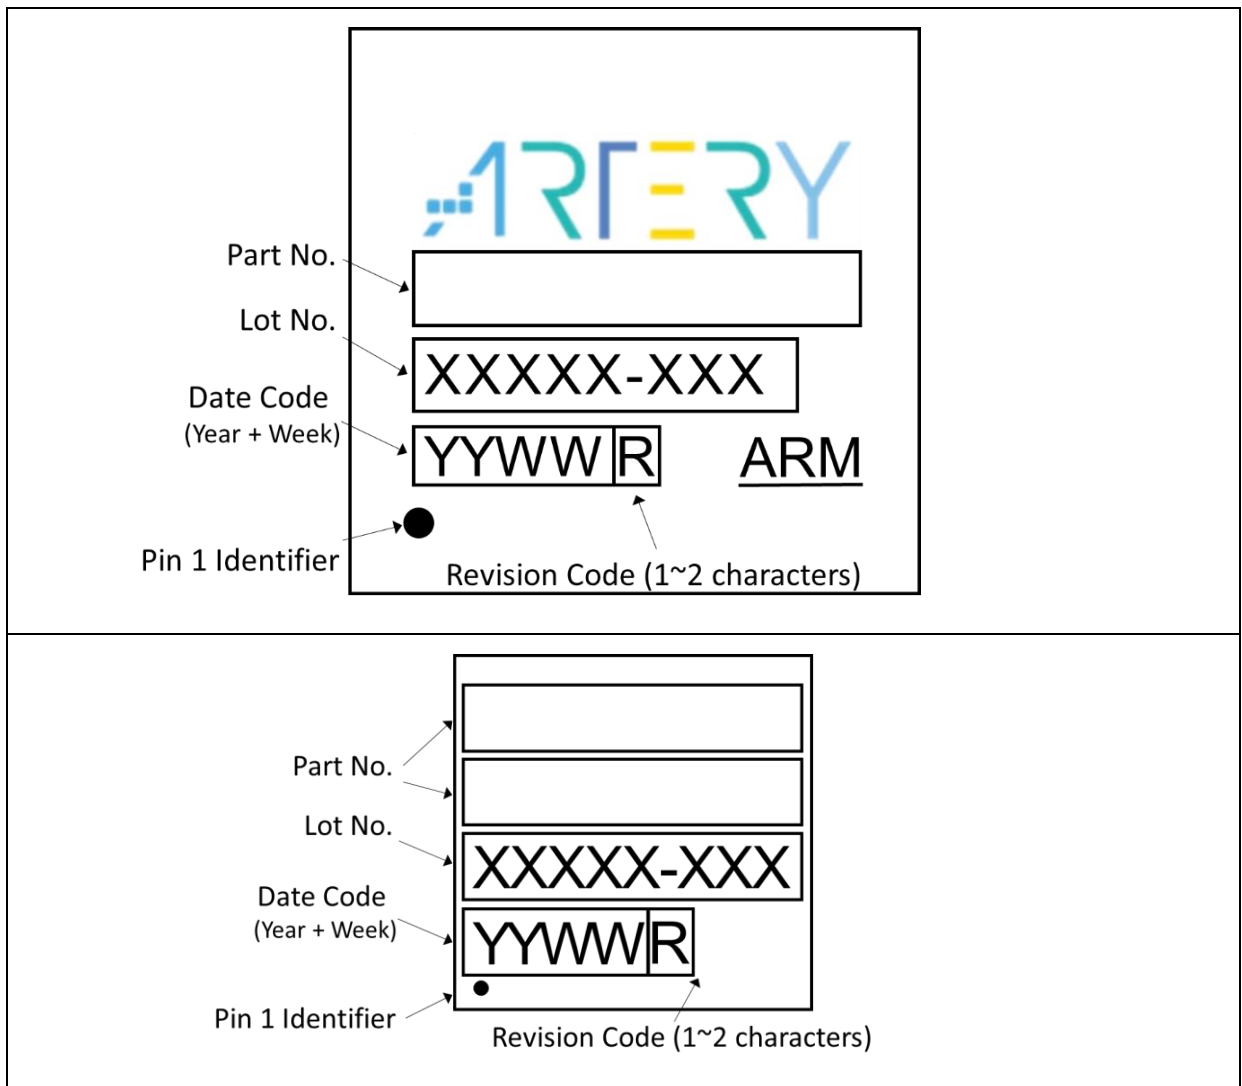 ARTERY
Part No.
Lot No.
XXXXX-XXX
Date Code
(Year + Week)
YYWW R
ARM
Pin 1 Identifier
Revision Code (1~2 characters)
Part No.
Lot No.
XXXXX-XXX
Date Code
(Year + Week)
YYWW R
Pin 1 Identifier
Revision Code (1~2 characters)